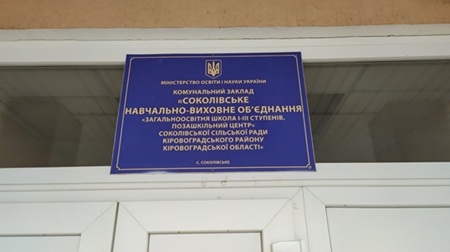 МІНІСТЕРСТВО ОСВІТИ І НАУКИ УКРАЇНИ
КОМУНАЛЬНИЙ ЗАКЛАД
«СОКОЛІВСЬКЕ
НАВЧАЛЬНО-ВИХОВНЕ ОБ'ЄДНАННЯ
«ЗАГАЛЬНООСВІТНЯ ШКОЛА І-ІІІ СТУПЕНІВ,
ПОЗАШКІЛЬНИЙ ЦЕНТР»
СОКОЛІВСЬКОЇ СІЛЬСЬКОЇ РАДИ
КІРОВОГРАДСЬКОГО РАЙОНУ
КІРОВОГРАДСЬКОЇ ОБЛАСТІ»
С. СОКОЛІВСЬКЕ